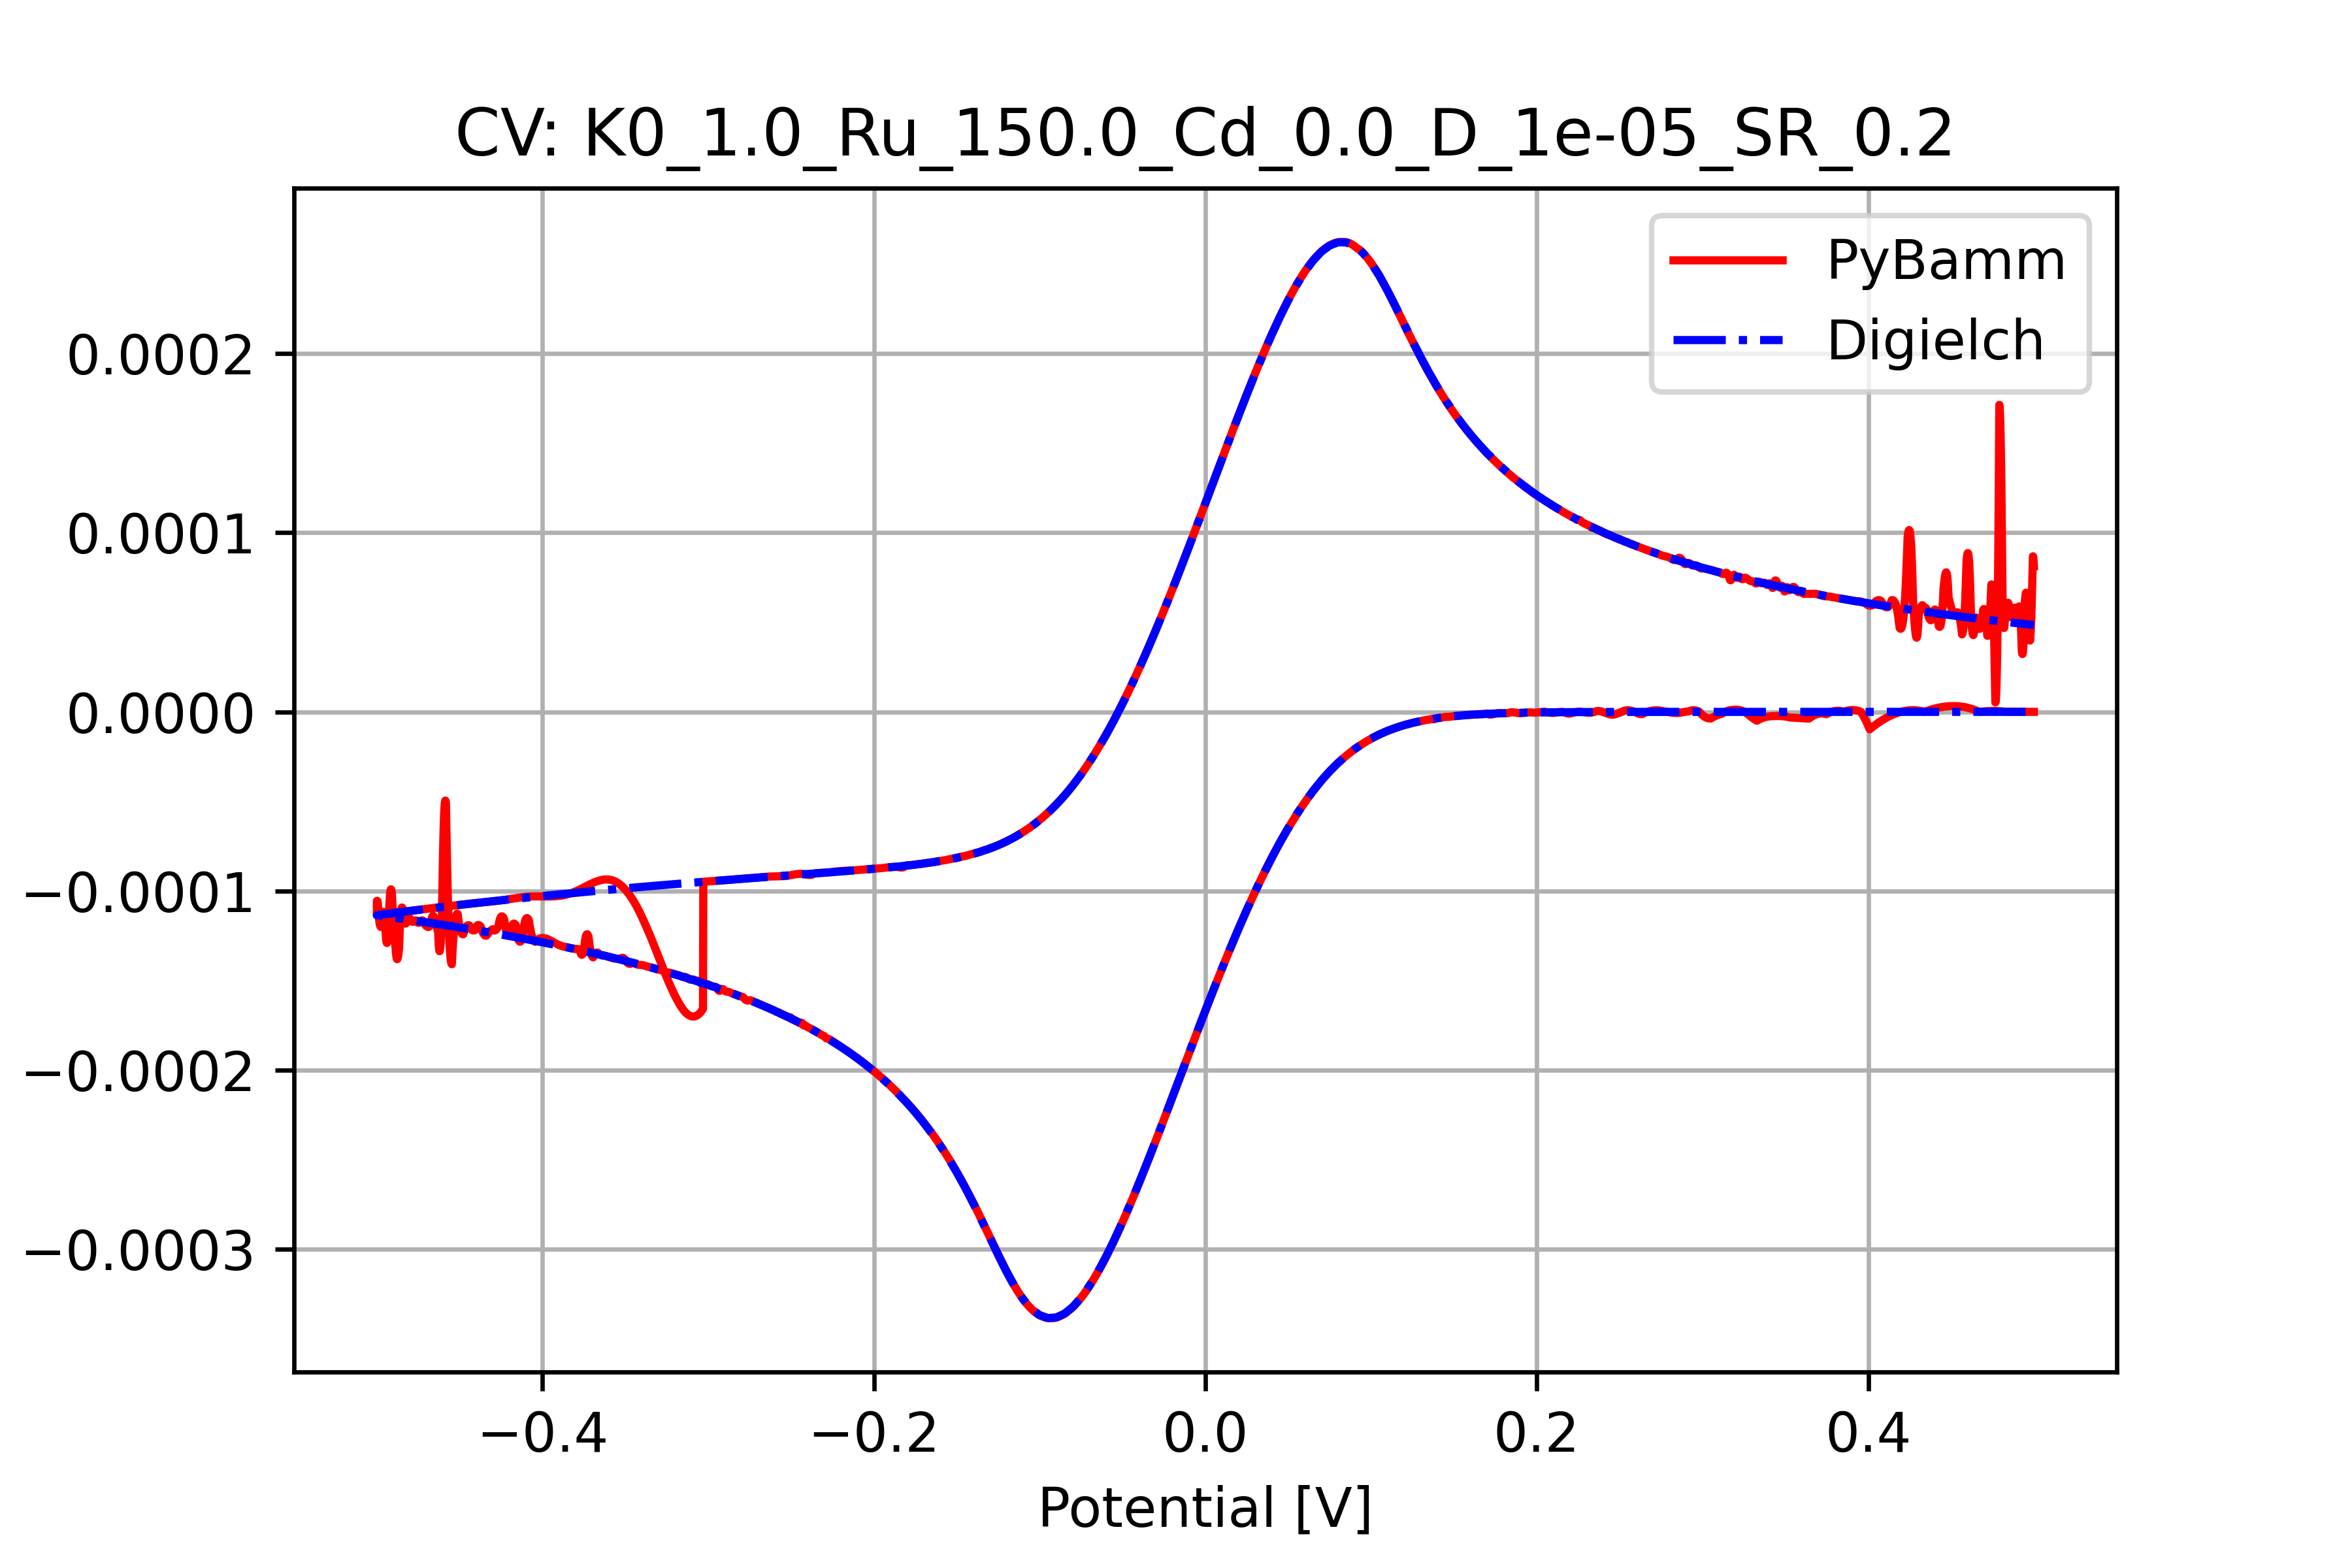 CV: K0_1.0_Ru_150.0_Cd_0.0_D_1e-05_SR_0.2
PyBamm
Digielch
0.0002
0.0001
0.0000
−0.0001
−0.0002
−0.0003
−0.4 −0.2 0.0 0.2 0.4
Potential [V]